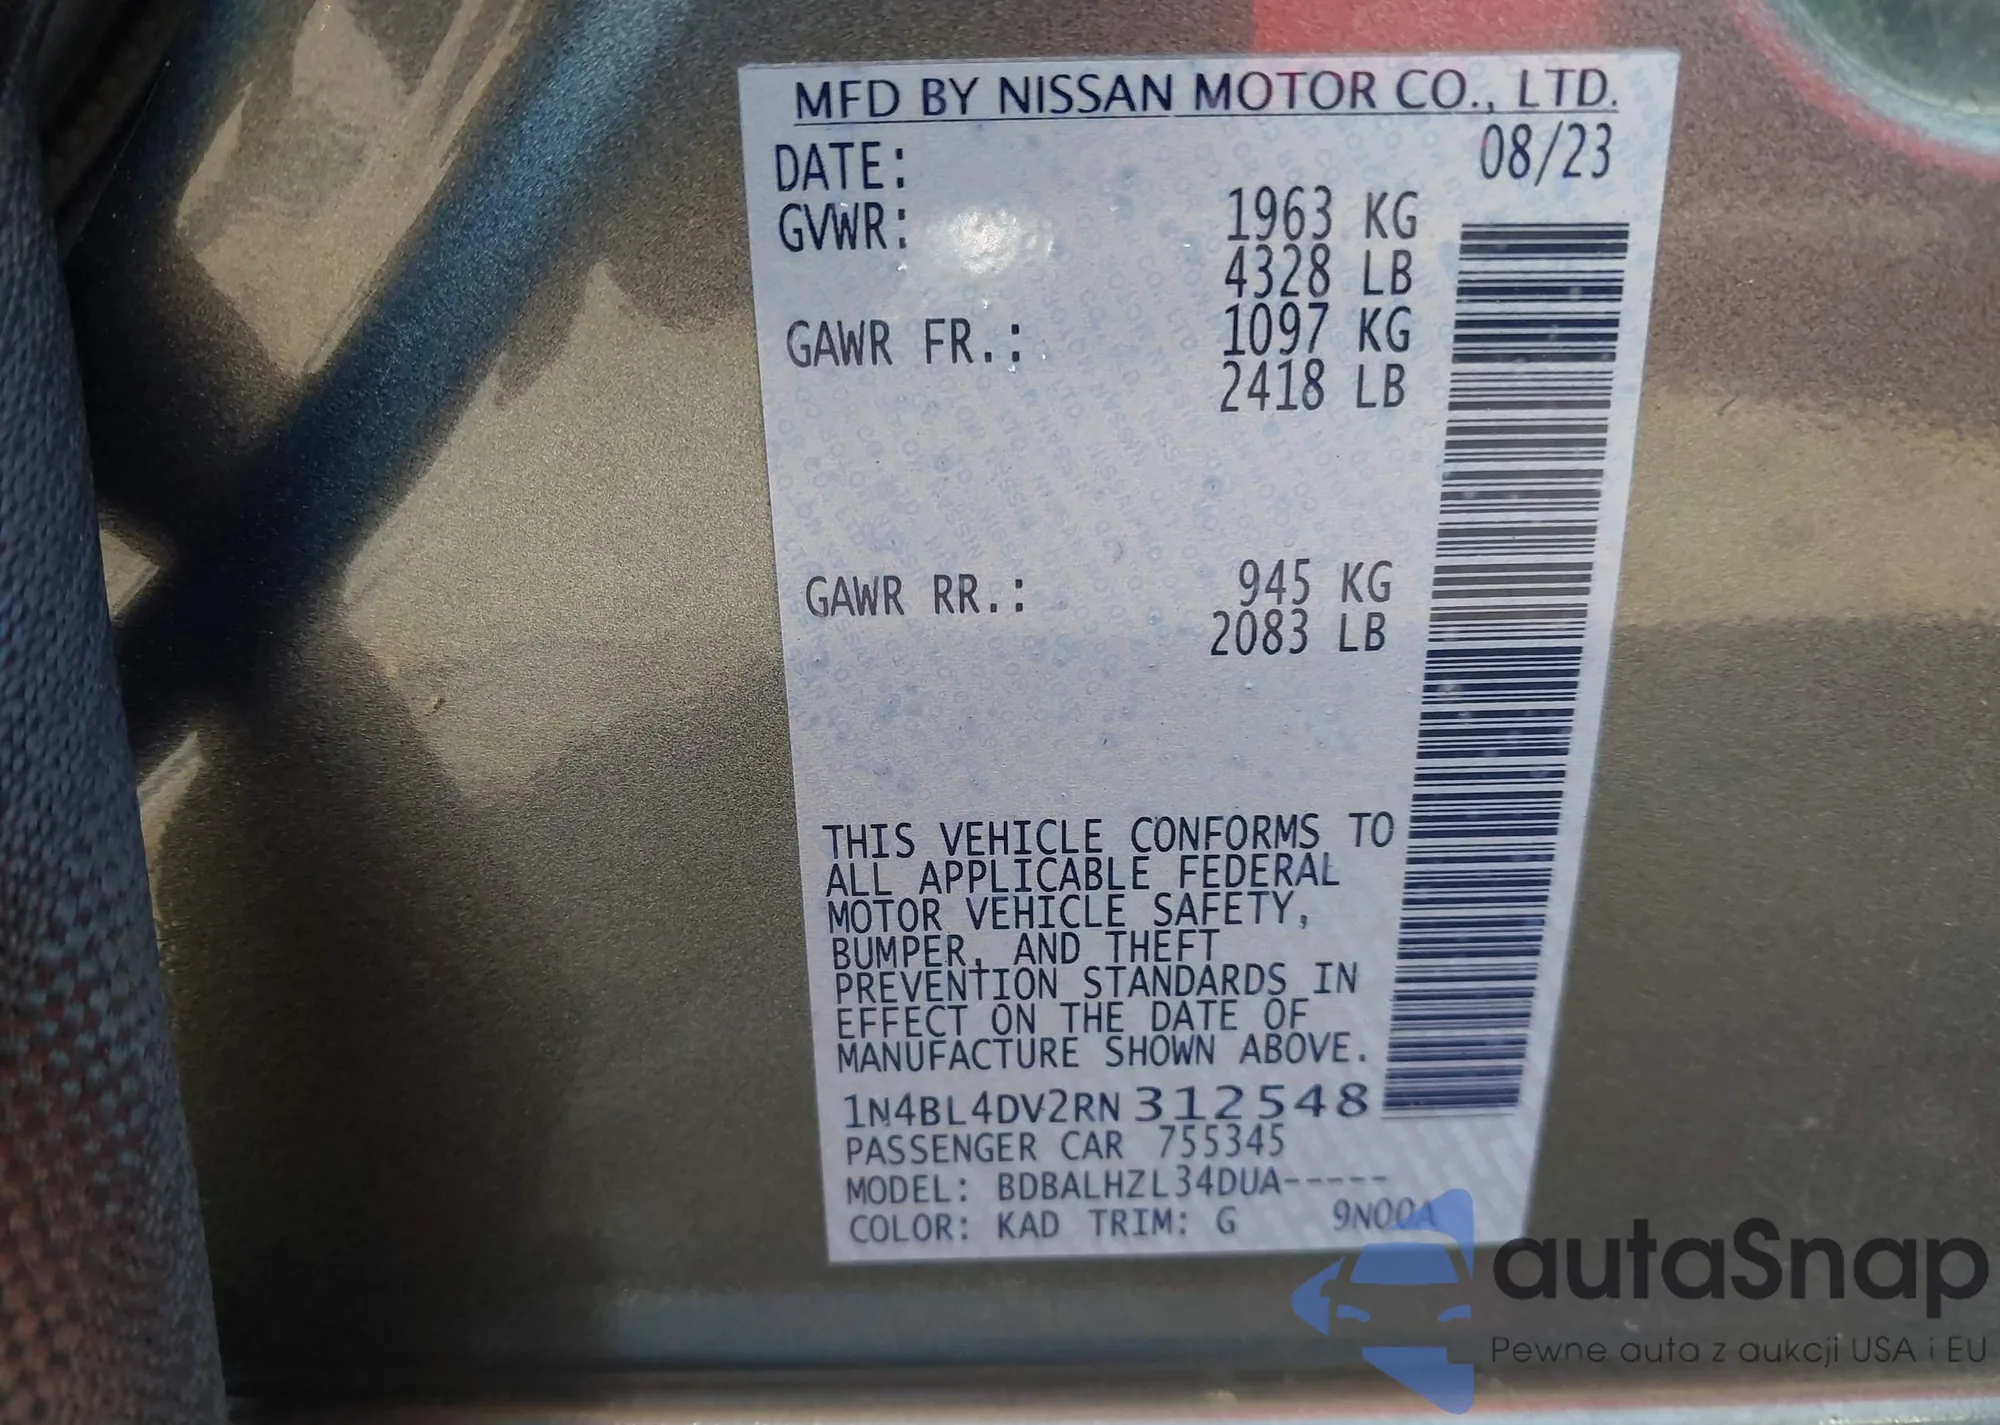 MFD BY NISSAN MOTOR CO., LTD.
DATE: 08/23
GVWR: 1963 KG
4328 LB
GAWR FR.: 1097 KG
2418 LB
GAWR RR.: 945 KG
2083 LB
THIS VEHICLE CONFORMS TO
ALL APPLICABLE FEDERAL
MOTOR VEHICLE SAFETY,
BUMPER, AND THEFT
PREVENTION STANDARDS IN
EFFECT ON THE DATE OF
MANUFACTURE SHOWN ABOVE.
1N4BL4DV2RN312548
PASSENGER CAR 755345
MODEL: BDBALHZL34DUA-----
COLOR: KAD TRIM: G 9N00A
autaSnap
Pewne auta z aukcji USA i EU